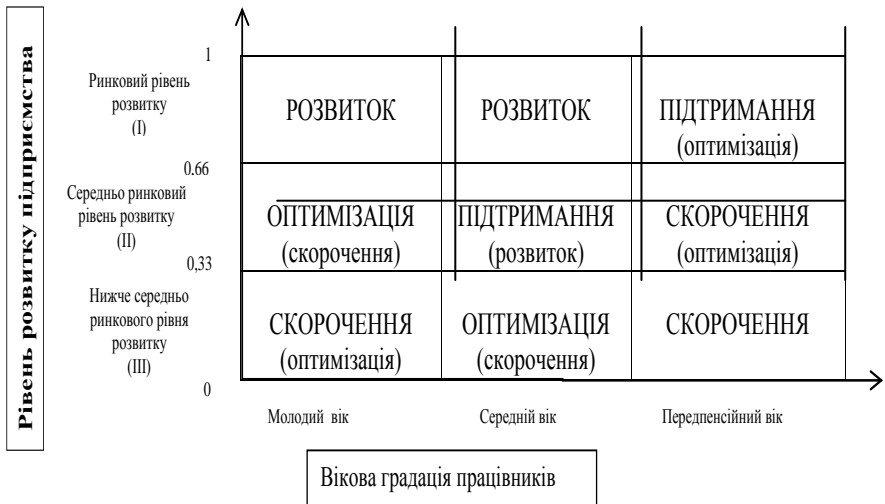 Рівень розвитку підприємства
1
Ринковий рівень
розвитку
(I)
РОЗВИТОК
РОЗВИТОК
ПІДТРИМАННЯ
(оптимізація)
0.66
Середньо ринковий
рівень розвитку
(II)
ОПТИМІЗАЦІЯ
(скорочення)
ПІДТРИМАННЯ
(розвиток)
СКОРОЧЕННЯ
(оптимізація)
0,33
Нижче середньо
ринкового рівня
розвитку
(III)
СКОРОЧЕННЯ
(оптимізація)
ОПТИМІЗАЦІЯ
(скорочення)
СКОРОЧЕННЯ
0
Молодий вік
Середній вік
Передпенсійний вік
Вікова градація працівників